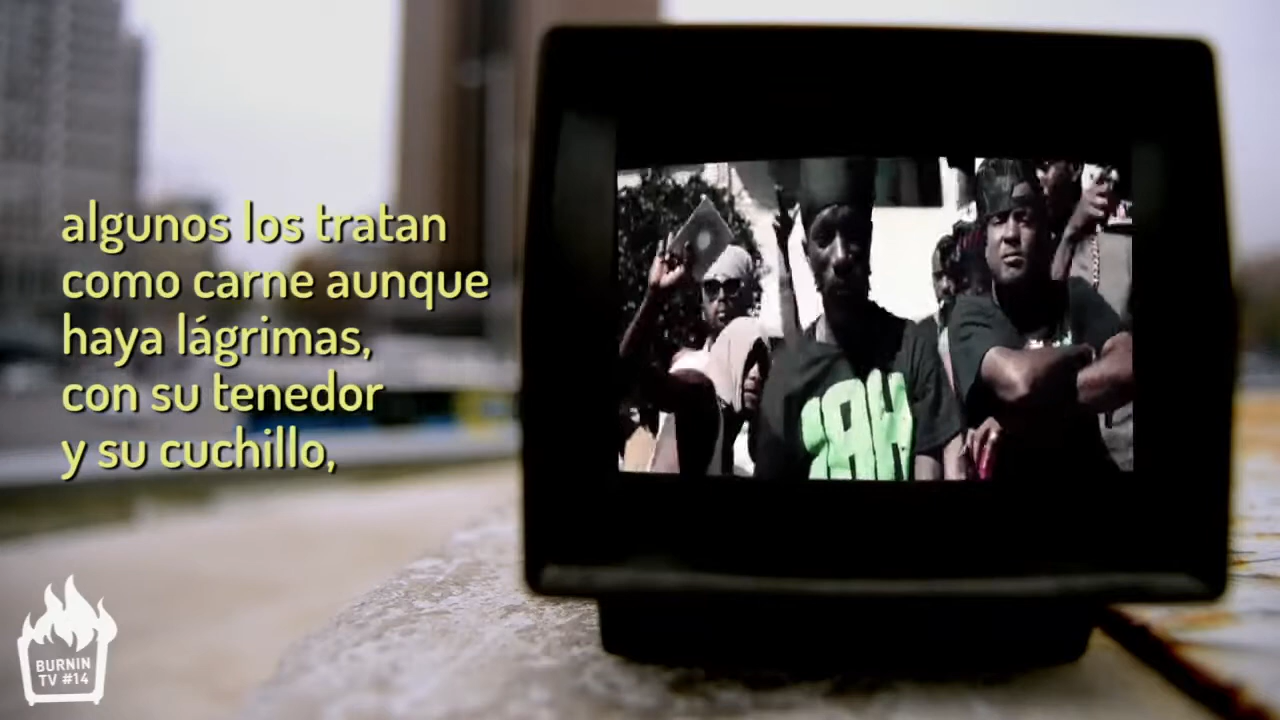 algunos los tratan
como carne aunque
haya lágrimas,
con su tenedor
y su cuchillo,
BURNIN
TV #14